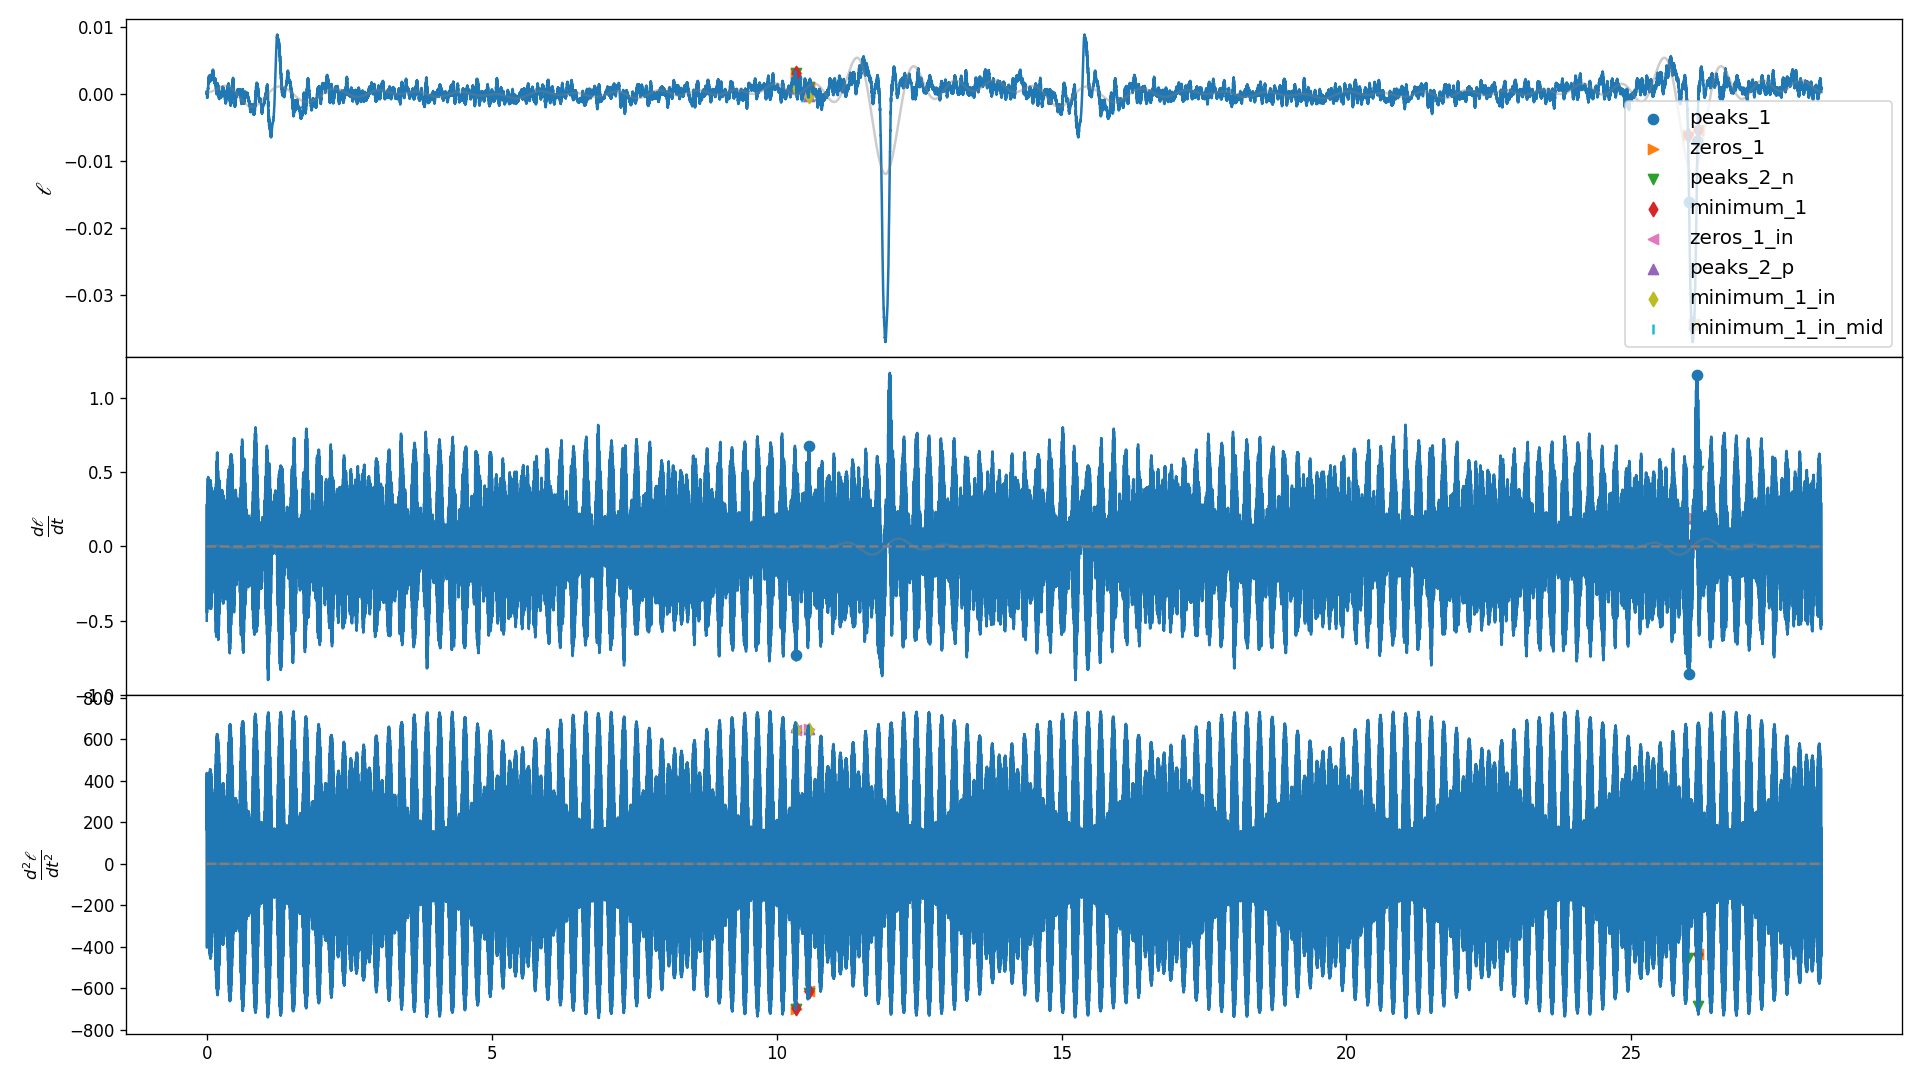 0.01
0.00
−0.01
−0.02
−0.03
ℓ
peaks_1
zeros_1
peaks_2_n
minimum_1
zeros_1_in
peaks_2_p
minimum_1_in
minimum_1_in_mid
1.0
0.5
0.0
−0.5
−1.0
dℓ
dt
800
600
400
200
0
−200
−400
−600
−800
d²ℓ
dt²
0 5 10 15 20 25